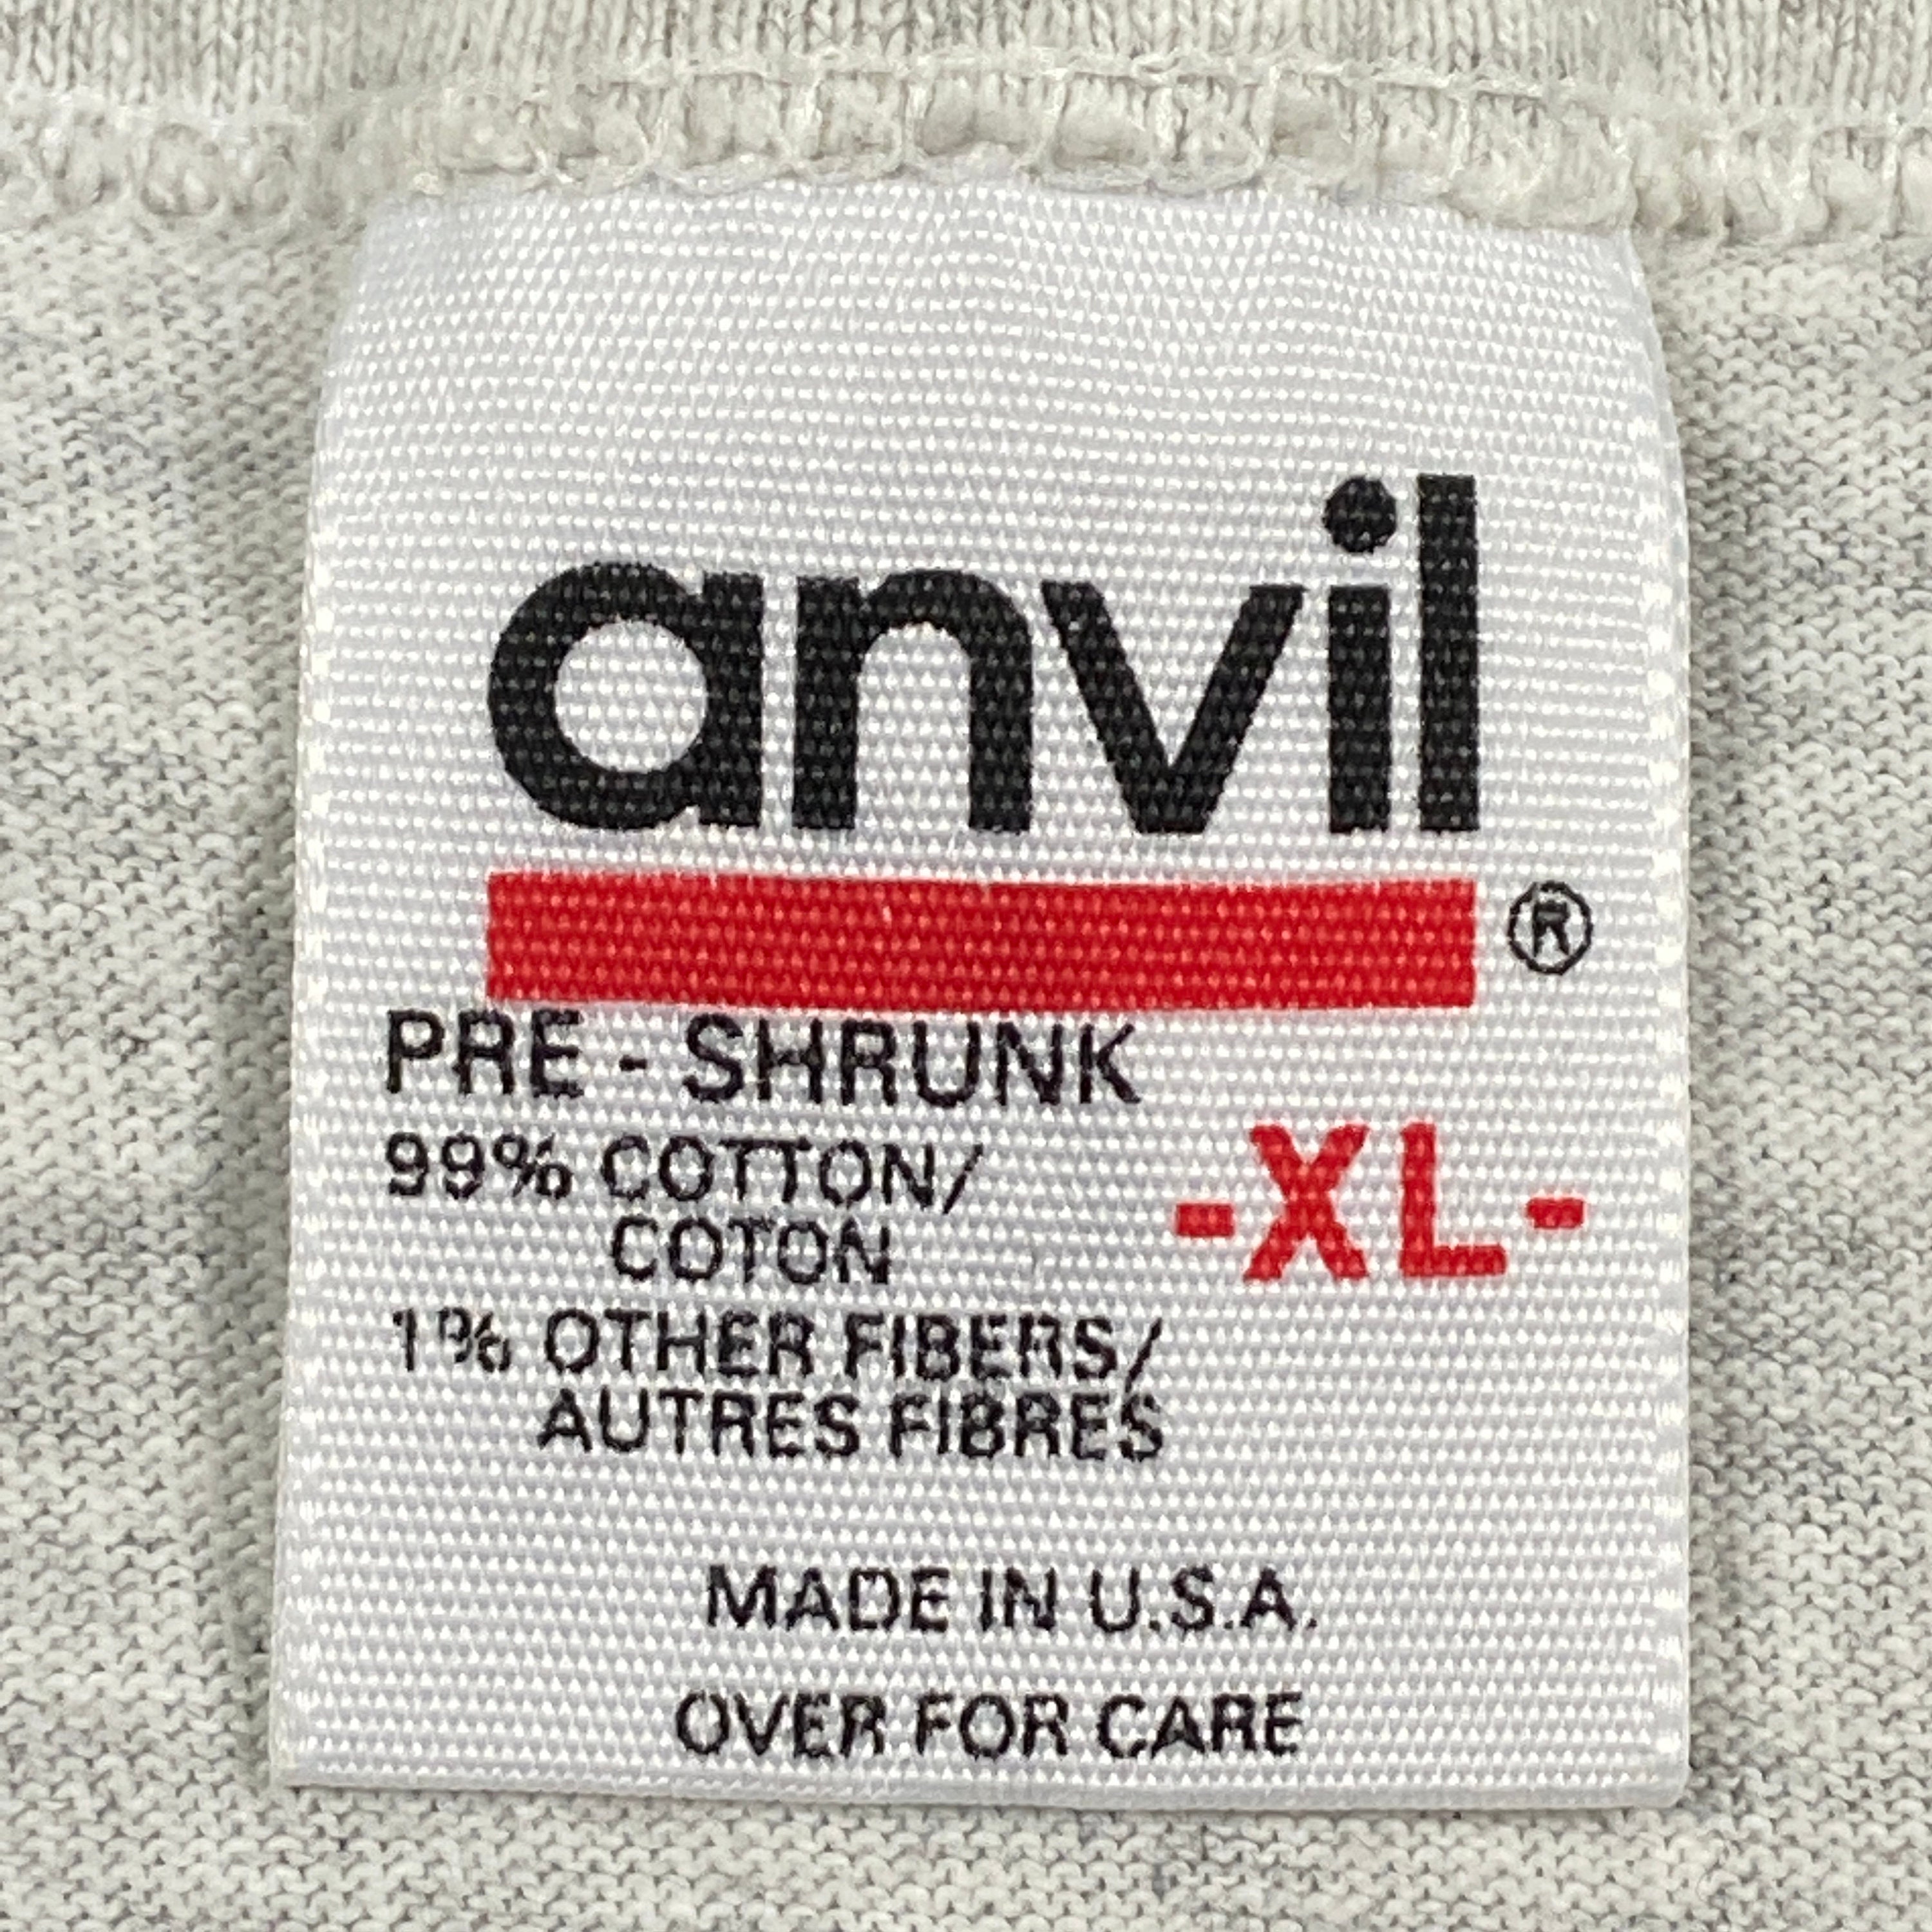 anvil
®
PRE - SHRUNK
99% COTTON/
COTON
-XL-
1% OTHER FIBERS/
AUTRES FIBRES
MADE IN U.S.A.
OVER FOR CARE